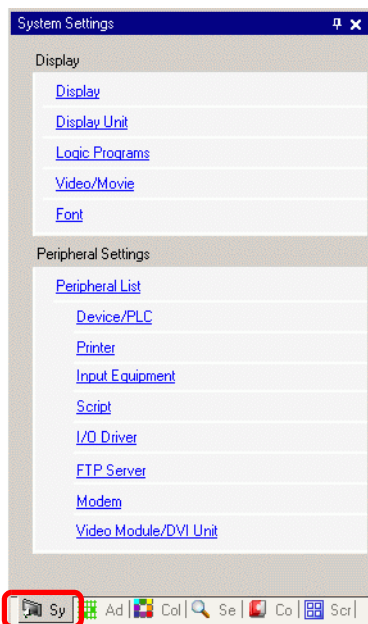 System Settings
Display
Display
Display Unit
Logic Programs
Video/Movie
Font
Peripheral Settings
Peripheral List
Device/PLC
Printer
Input Equipment
Script
I/O Driver
FTP Server
Modem
Video Module/DVI Unit
Sy Ad Col Se Co Scr